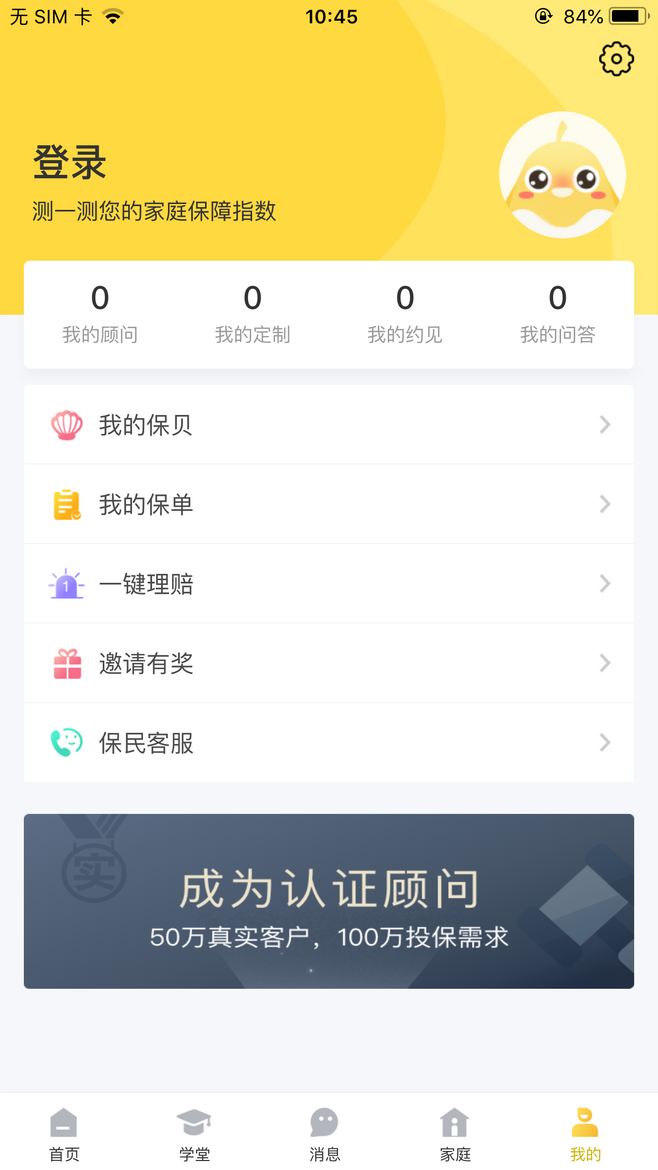 无 SIM 卡 10:45 84%
登录
测一测您的家庭保障指数
0 0 0 0
我的顾问 我的定制 我的约见 我的问答
我的保贝
我的保单
1 一键理赔
邀请有奖
保民客服
实
成为认证顾问
50万真实客户，100万投保需求
首页 学堂 消息 家庭 我的